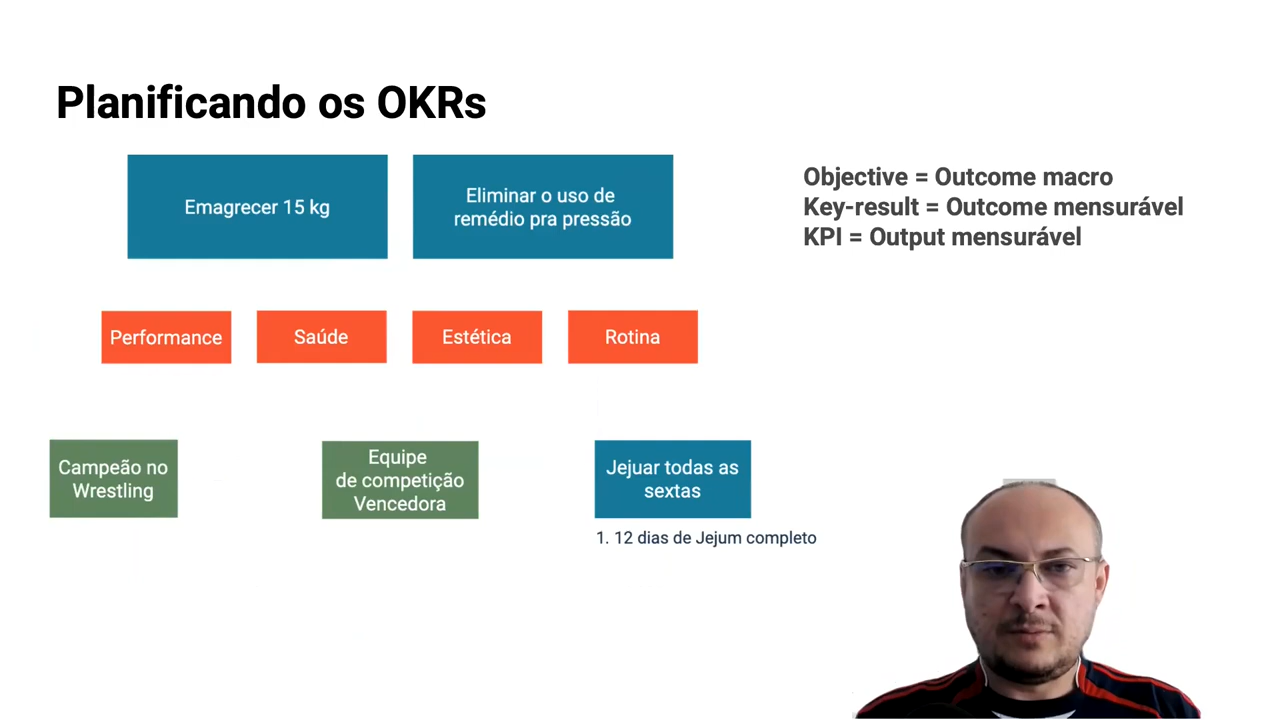 Planificando os OKRs
Emagrecer 15 kg
Eliminar o uso de
remédio pra pressão
Objective = Outcome macro
Key-result = Outcome mensurável
KPI = Output mensurável
Performance
Saúde
Estética
Rotina
Campeão no
Wrestling
Equipe
de competição
Vencedora
Jejuar todas as
sextas
1. 12 dias de Jejum completo